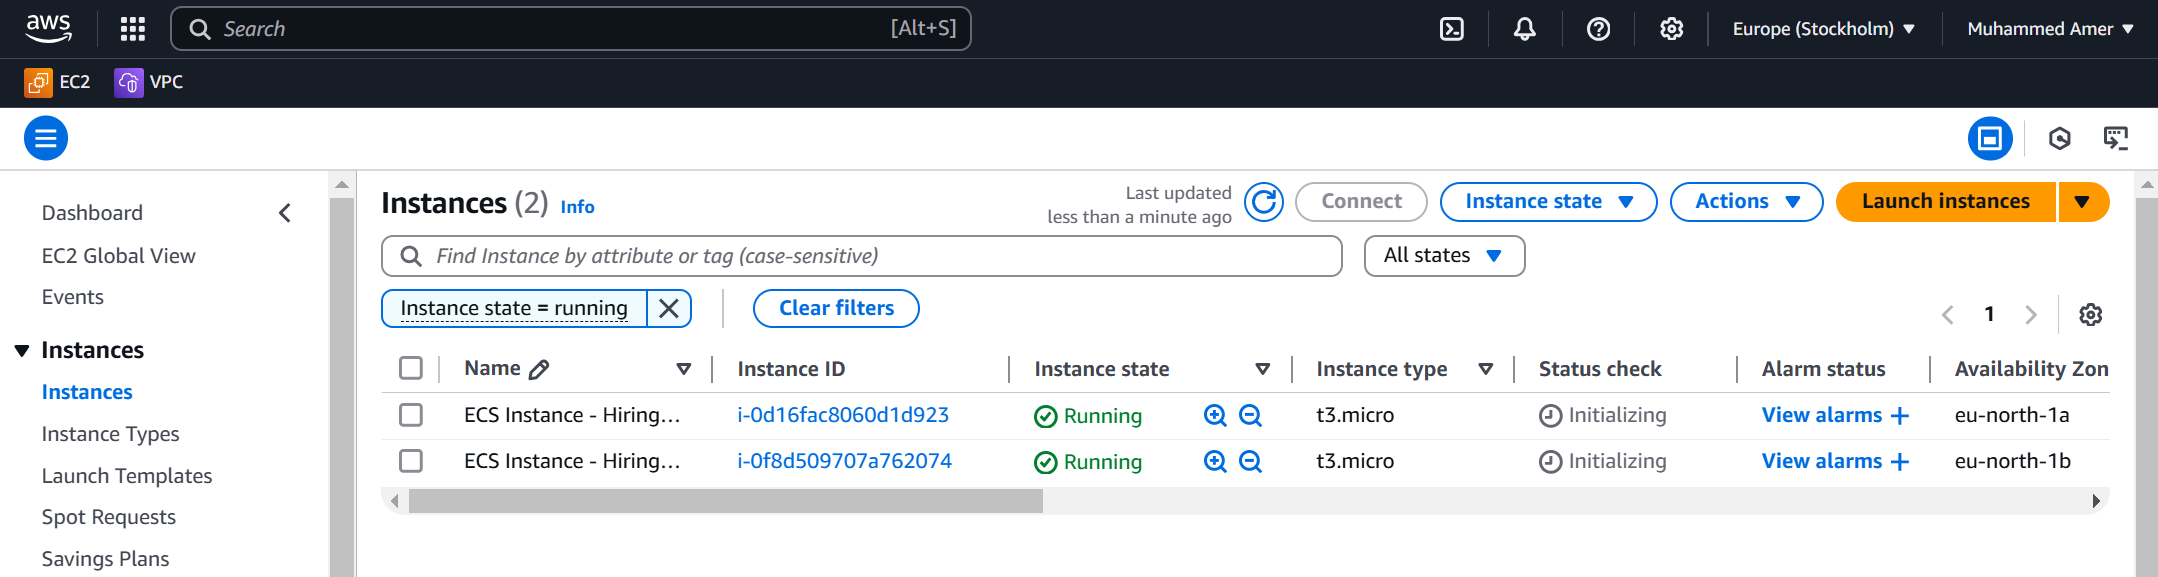 aws Search [Alt+S] Europe (Stockholm) Muhammed Amer
EC2 VPC
Dashboard
EC2 Global View
Events
Instances
Instances
Instance Types
Launch Templates
Spot Requests
Savings Plans
Instances (2) Info
Last updated
less than a minute ago
Connect Instance state Actions Launch instances
Find Instance by attribute or tag (case-sensitive) All states
Instance state = running Clear filters
1
Name Instance ID Instance state Instance type Status check Alarm status Availability Zon
ECS Instance - Hiring... i-0d16fac8060d1d923 Running t3.micro Initializing View alarms + eu-north-1a
ECS Instance - Hiring... i-0f8d509707a762074 Running t3.micro Initializing View alarms + eu-north-1b